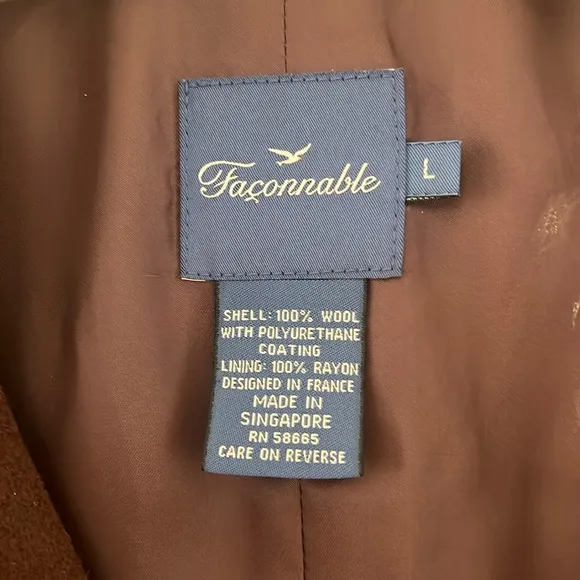 Façonnable
L
SHELL: 100% WOOL
WITH POLYURETHANE
COATING
LINING: 100% RAYON
DESIGNED IN FRANCE
MADE IN
SINGAPORE
RN 58665
CARE ON REVERSE